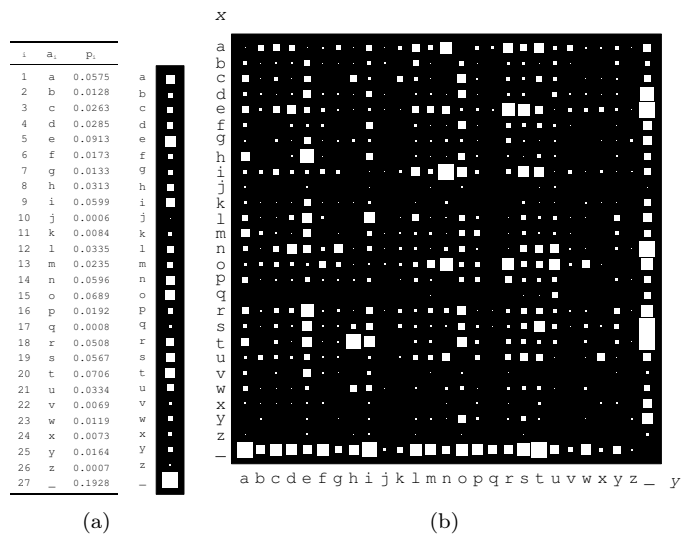 x
i a_i p_i
1 a 0.0575 a
2 b 0.0128 b
3 c 0.0263 c
4 d 0.0285 d
5 e 0.0913 e
6 f 0.0173 f
7 g 0.0133 g
8 h 0.0313 h
9 i 0.0599 i
10 j 0.0006 j
11 k 0.0084 k
12 l 0.0335 l
13 m 0.0235 m
14 n 0.0596 n
15 o 0.0689 o
16 p 0.0192 p
17 q 0.0008 q
18 r 0.0508 r
19 s 0.0567 s
20 t 0.0706 t
21 u 0.0334 u
22 v 0.0069 v
23 w 0.0119 w
24 x 0.0073 x
25 y 0.0164 y
26 z 0.0007 z
27 _ 0.1928 _
a
b
c
d
e
f
g
h
i
j
k
l
m
n
o
p
q
r
s
t
u
v
w
x
y
z
_
a b c d e f g h i j k l m n o p q r s t u v w x y z _ y
(a) (b)